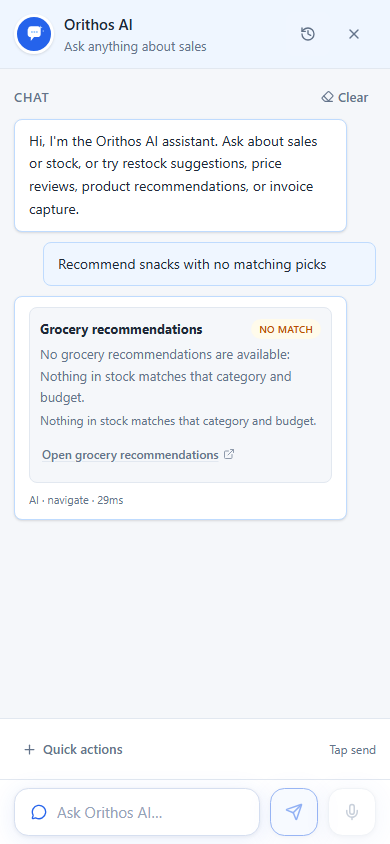 Orithos AI
Ask anything about sales
CHAT
Clear
Hi, I'm the Orithos AI assistant. Ask about sales
or stock, or try restock suggestions, price
reviews, product recommendations, or invoice
capture.
Recommend snacks with no matching picks
Grocery recommendations
NO MATCH
No grocery recommendations are available:
Nothing in stock matches that category and
budget.
Nothing in stock matches that category and budget.
Open grocery recommendations
AI · navigate · 29ms
Quick actions
Tap send
Ask Orithos AI...